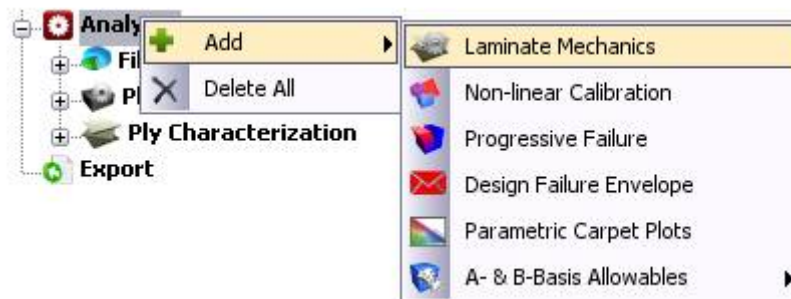 Analy
Add
Laminate Mechanics
Fi
Delete All
Non-linear Calibration
Pl
Ply Characterization
Progressive Failure
Export
Design Failure Envelope
Parametric Carpet Plots
A- & B-Basis Allowables